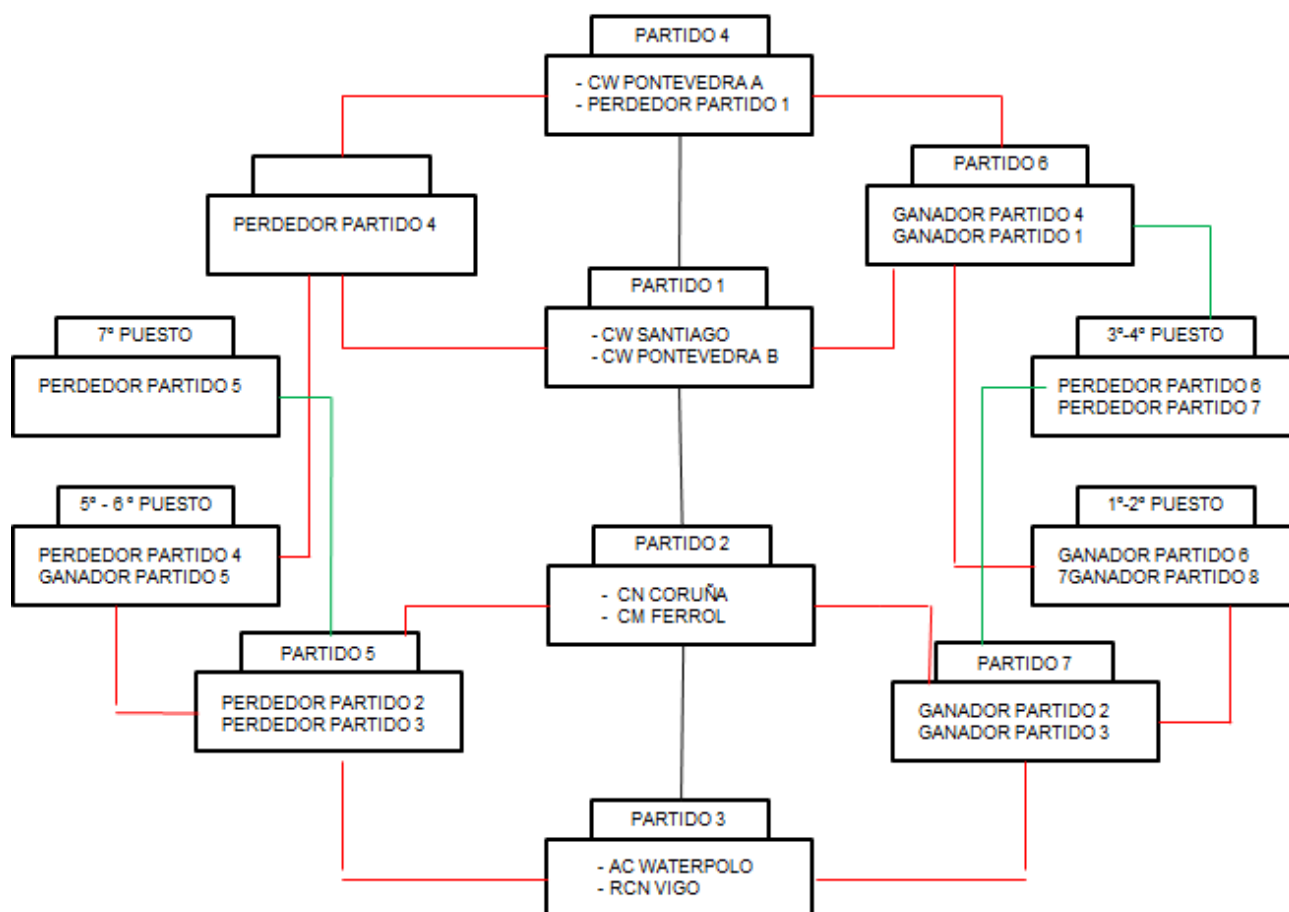 PARTIDO 4
- CW PONTEVEDRA A
- PERDEDOR PARTIDO 1
PERDEDOR PARTIDO 4
PARTIDO 6
GANADOR PARTIDO 4
GANADOR PARTIDO 1
PARTIDO 1
- CW SANTIAGO
- CW PONTEVEDRA B
7º PUESTO
PERDEDOR PARTIDO 5
3º-4º PUESTO
PERDEDOR PARTIDO 6
PERDEDOR PARTIDO 7
5º - 6º PUESTO
PERDEDOR PARTIDO 4
GANADOR PARTIDO 5
PARTIDO 2
- CN CORUÑA
- CM FERROL
1º-2º PUESTO
GANADOR PARTIDO 6
7GANADOR PARTIDO 8
PARTIDO 5
PERDEDOR PARTIDO 2
PERDEDOR PARTIDO 3
PARTIDO 7
GANADOR PARTIDO 2
GANADOR PARTIDO 3
PARTIDO 3
- AC WATERPOLO
- RCN VIGO